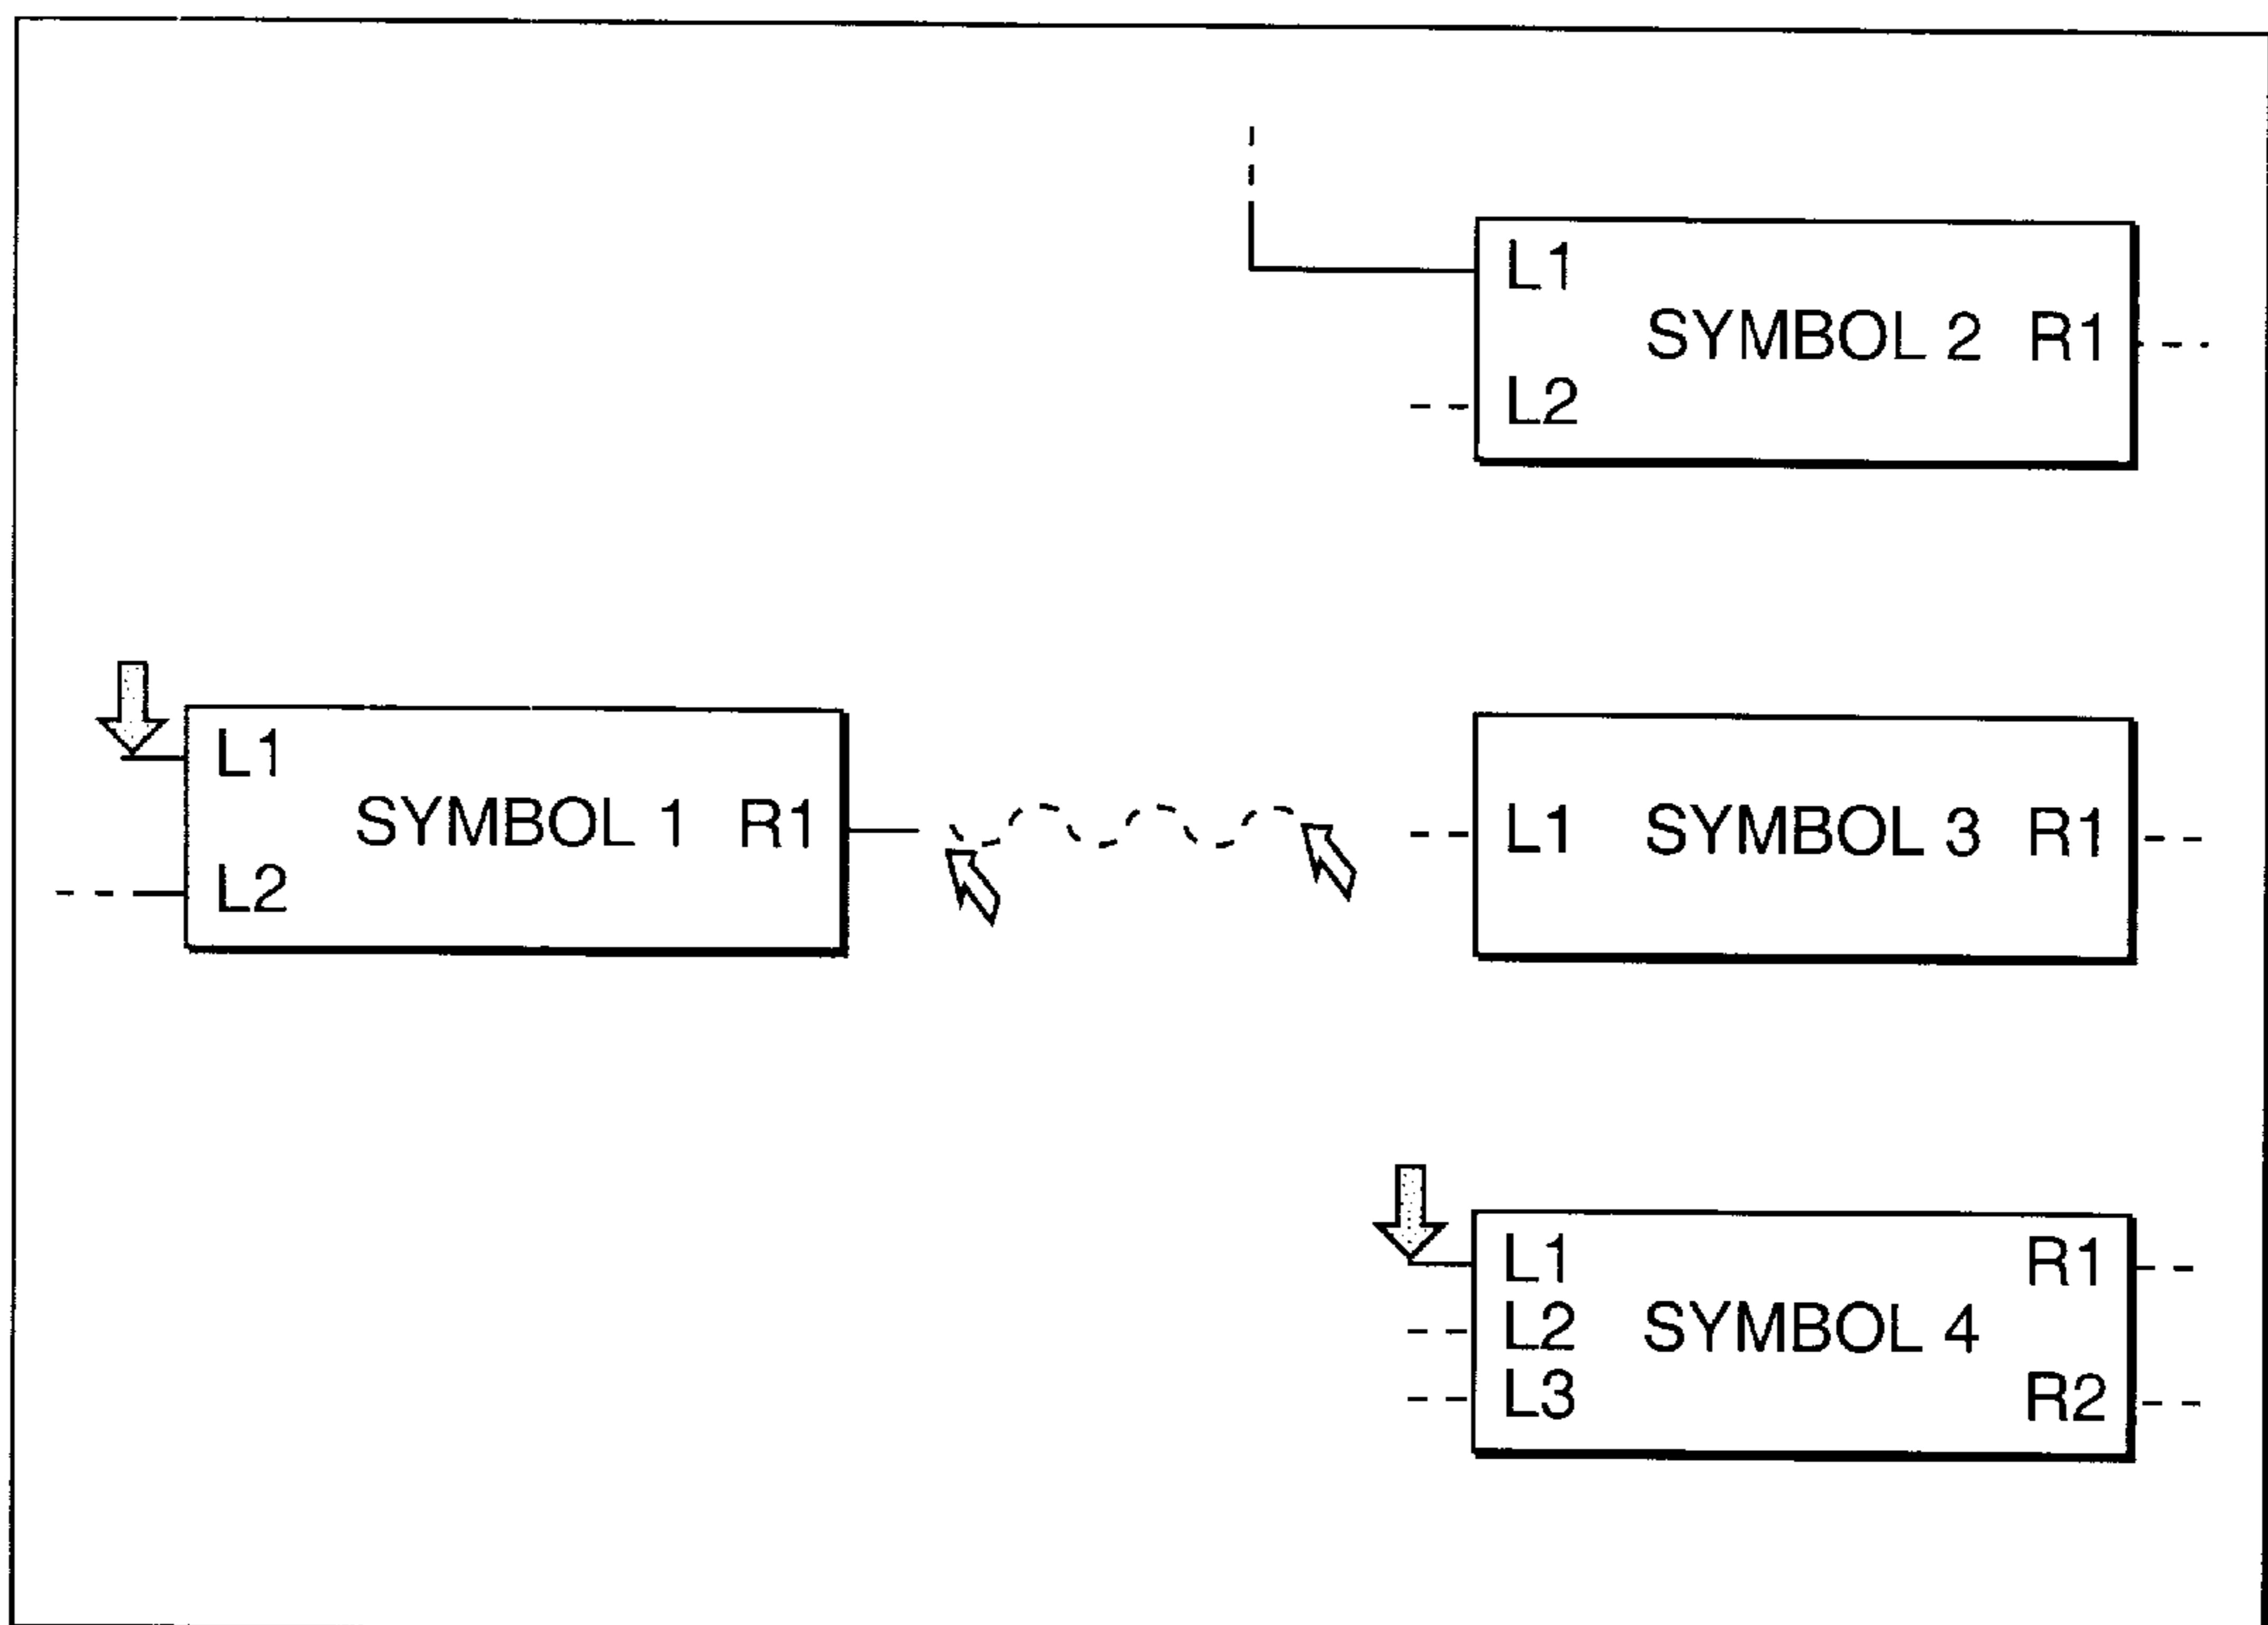 L1
SYMBOL 2 R1
L2
L1
SYMBOL 1 R1
L2
L1 SYMBOL 3 R1
L1 R1
L2 SYMBOL 4
L3 R2